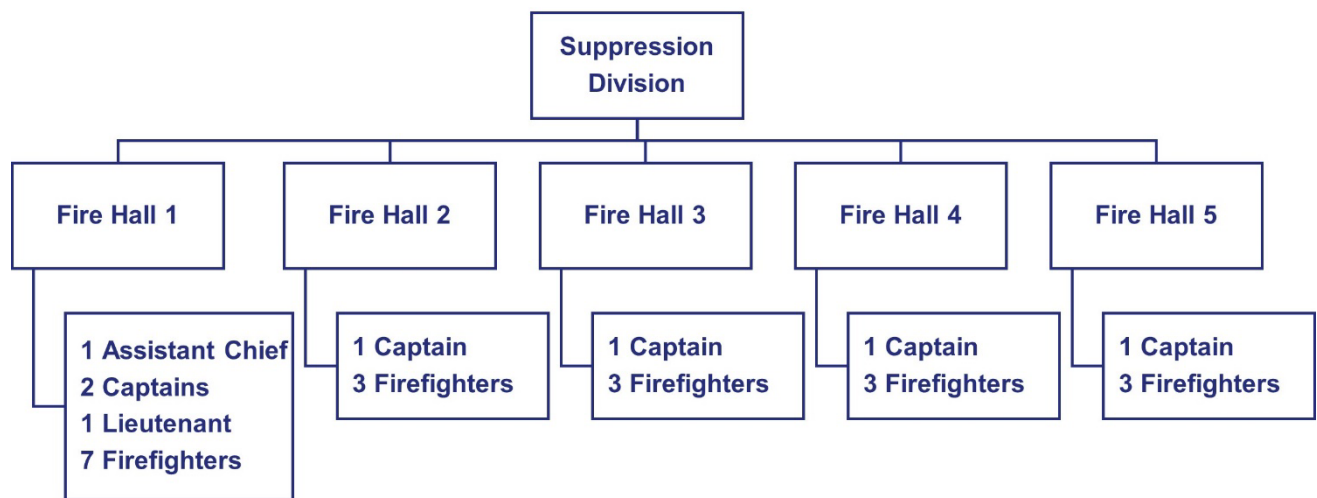 Suppression
Division
Fire Hall 1
Fire Hall 2
Fire Hall 3
Fire Hall 4
Fire Hall 5
1 Assistant Chief
2 Captains
1 Lieutenant
7 Firefighters
1 Captain
3 Firefighters
1 Captain
3 Firefighters
1 Captain
3 Firefighters
1 Captain
3 Firefighters